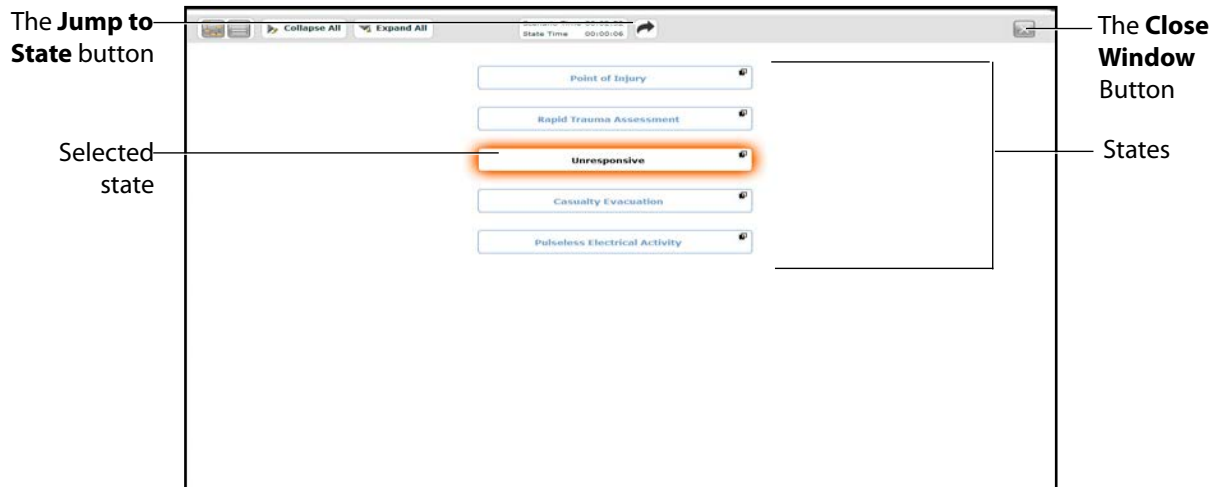 The Jump to
State button
Collapse All
Expand All
State Time 00:00:06
The Close
Window
Button
Point of Injury
Rapid Trauma Assessment
Selected
state
Unresponsive
States
Casualty Evacuation
Pulseless Electrical Activity